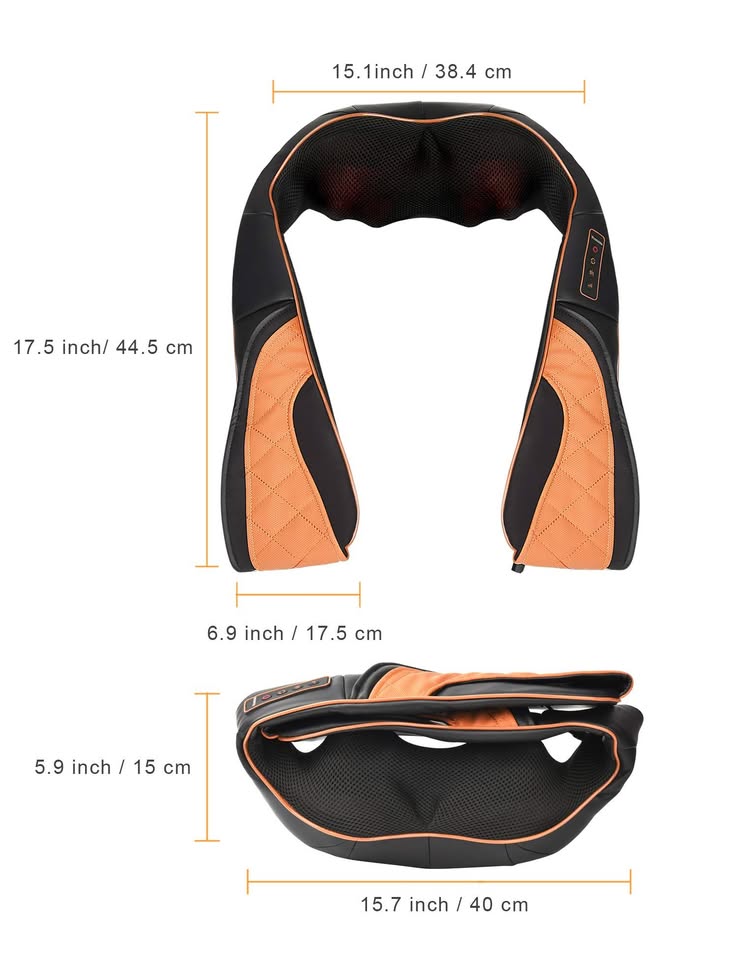 15.1inch / 38.4 cm
17.5 inch/ 44.5 cm
6.9 inch / 17.5 cm
5.9 inch / 15 cm
15.7 inch / 40 cm